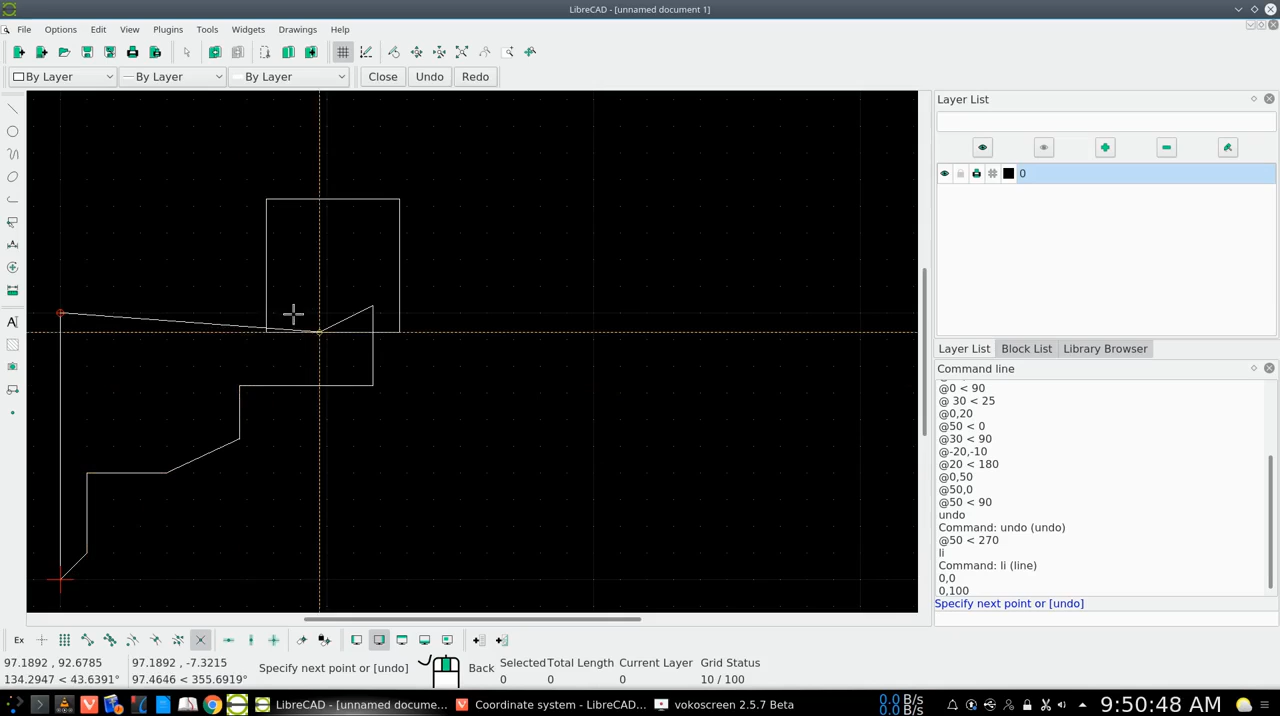 LibreCAD - [unnamed document 1]
File Options Edit View Plugins Tools Widgets Drawings Help
By Layer By Layer By Layer Close Undo Redo
Layer List
0
Layer List Block List Library Browser
Command line
@0 < 90
@ 30 < 25
@0,20
@50 < 0
@30 < 90
@-20,-10
@20 < 180
@0,50
@50,0
@50 < 90
undo
Command: undo (undo)
@50 < 270
li
Command: li (line)
0,0
0,100
Specify next point or [undo]
Ex
97.1892 , 92.6785 97.1892 , -7.3215 Specify next point or [undo] Back Selected Total Length Current Layer Grid Status
134.2947 < 43.6391° 97.4646 < 355.6919° 0 0 0 10 / 100
LibreCAD - [unnamed docume... Coordinate system - LibreCAD... vokoscreen 2.5.7 Beta 0.0 B/s 0.0 B/s 9:50:48 AM